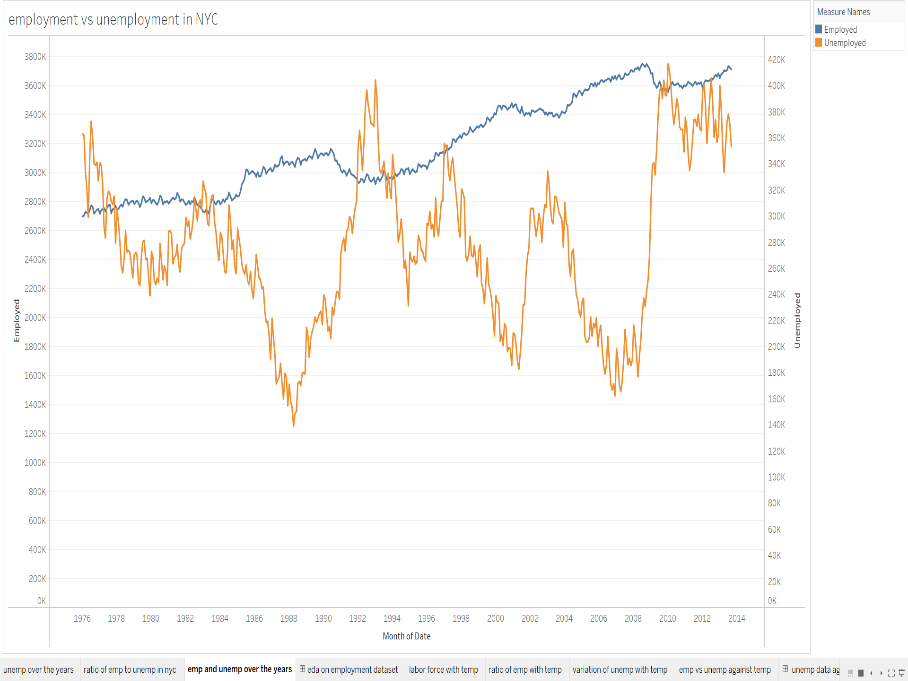 employment vs unemployment in NYC
Measure Names
Employed
Unemployed
3800K
3600K
3400K
3200K
3000K
2800K
2600K
2400K
2200K
2000K
1800K
1600K
1400K
1200K
1000K
800K
600K
400K
200K
0K
Employed
420K
400K
380K
360K
340K
320K
300K
280K
260K
240K
220K
200K
180K
160K
140K
120K
100K
80K
60K
40K
20K
0K
Unemployed
1976 1978 1980 1982 1984 1986 1988 1990 1992 1994 1996 1998 2000 2002 2004 2006 2008 2010 2012 2014
Month of Date
unemp over the years ratio of emp to unemp in nyc emp and unemp over the years eda on employment dataset labor force with temp ratio of emp with temp variation of unemp with temp emp vs unemp against temp unemp data ag